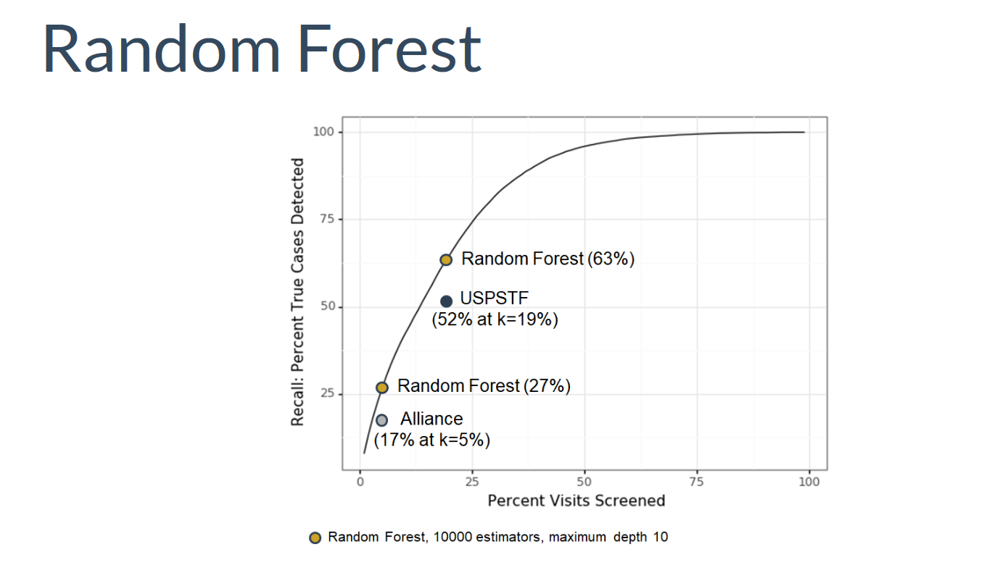 Random Forest
Recall: Percent True Cases Detected
100
75
50
25
Random Forest (63%)
USPSTF
(52% at k=19%)
Random Forest (27%)
Alliance
(17% at k=5%)
0 25 50 75 100
Percent Visits Screened
Random Forest, 10000 estimators, maximum depth 10